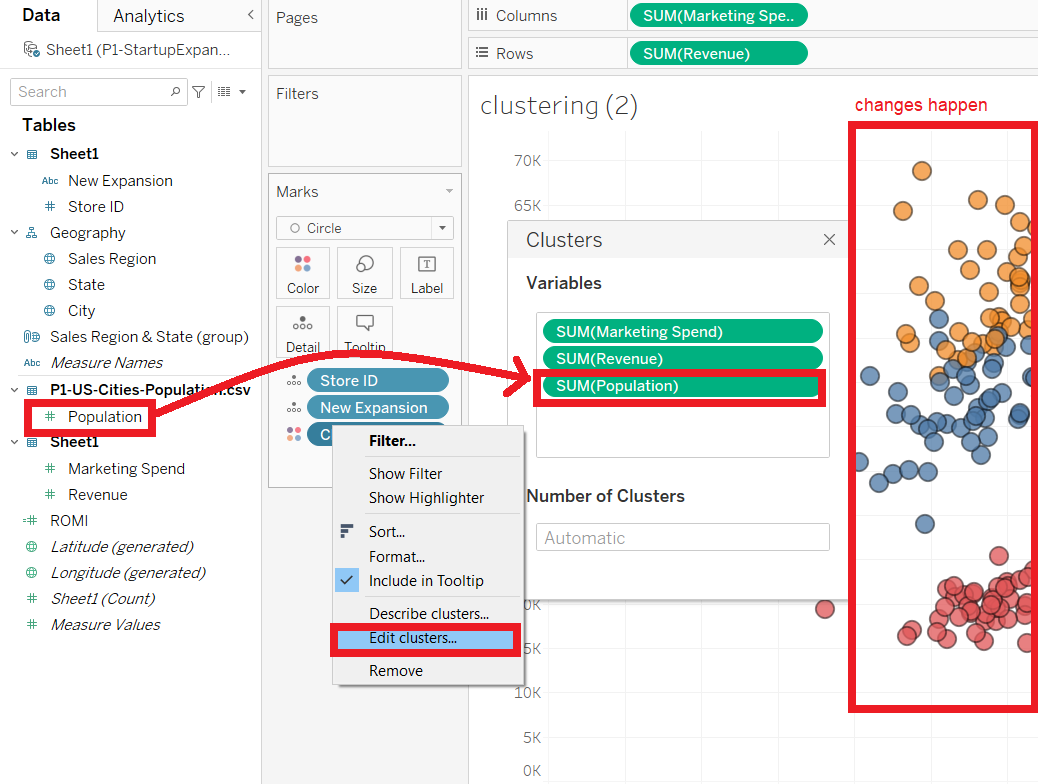 Data
Analytics
Sheet1 (P1-StartupExpan...
Search
Tables
Sheet1
Abc New Expansion
Store ID
Geography
Sales Region
State
City
Sales Region & State (group)
Abc Measure Names
P1-US-Cities-Population.csv
Population
Sheet1
Marketing Spend
Revenue
ROMI
Latitude (generated)
Longitude (generated)
Sheet1 (Count)
Measure Values
Pages
Filters
Marks
Circle
Color
Size
Label
Detail
Tooltip
Store ID
New Expansion
C
Filter...
Show Filter
Show Highlighter
Sort...
Format...
Include in Tooltip
Describe clusters...
Edit clusters...
Remove
Columns
SUM(Marketing Spe..
Rows
SUM(Revenue)
clustering (2)
changes happen
70K
65K
Clusters
Variables
SUM(Marketing Spend)
SUM(Revenue)
SUM(Population)
Number of Clusters
Automatic
0K
5K
10K
5K
0K